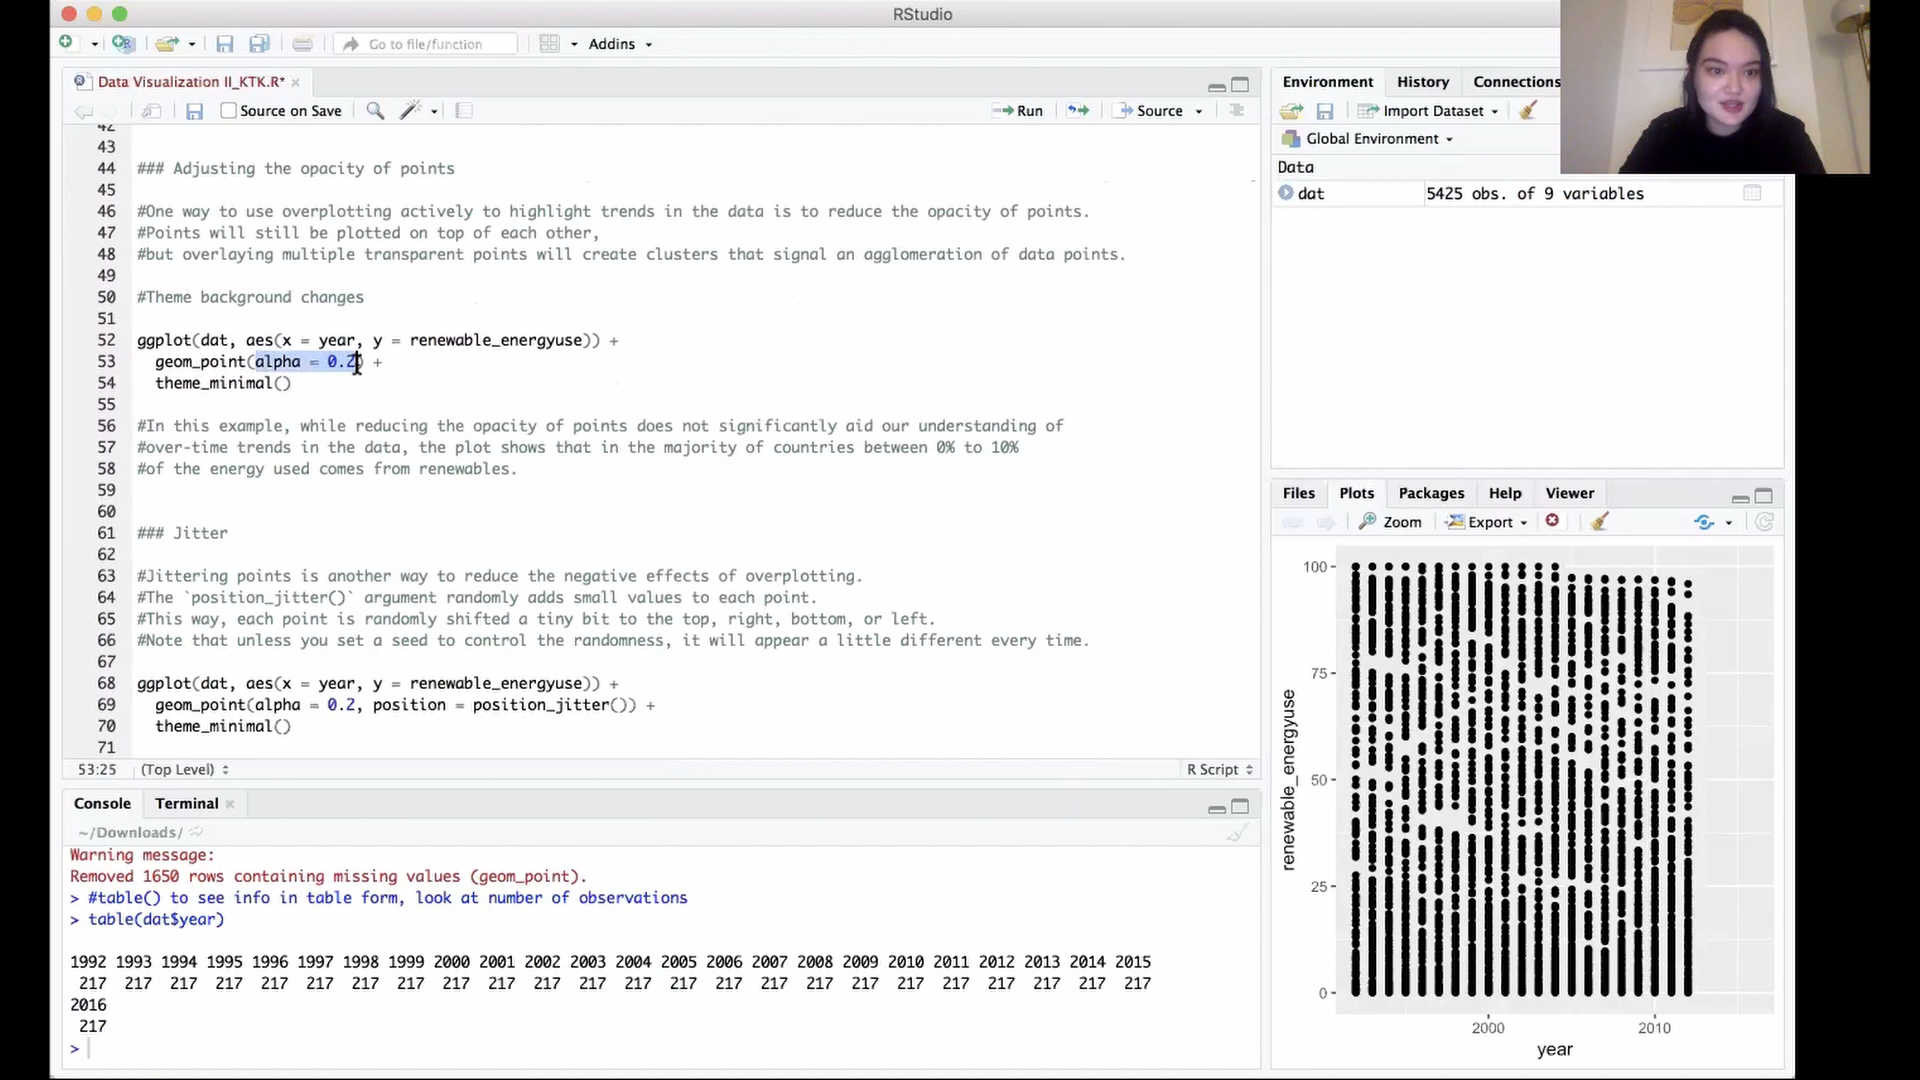 RStudio
Go to file/function
Addins
Data Visualization II_KTK.R*
Source on Save
Run
Source
42
43
44 ### Adjusting the opacity of points
45
46 #One way to use overplotting actively to highlight trends in the data is to reduce the opacity of points.
47 #Points will still be plotted on top of each other,
48 #but overlaying multiple transparent points will create clusters that signal an agglomeration of data points.
49
50 #Theme background changes
51
52 ggplot(dat, aes(x = year, y = renewable_energyuse)) +
53 geom_point(alpha = 0.2) +
54 theme_minimal()
55
56 #In this example, while reducing the opacity of points does not significantly aid our understanding of
57 #over-time trends in the data, the plot shows that in the majority of countries between 0% to 10%
58 #of the energy used comes from renewables.
59
60
61 ### Jitter
62
63 #Jittering points is another way to reduce the negative effects of overplotting.
64 #The `position_jitter()` argument randomly adds small values to each point.
65 #This way, each point is randomly shifted a tiny bit to the top, right, bottom, or left.
66 #Note that unless you set a seed to control the randomness, it will appear a little different every time.
67
68 ggplot(dat, aes(x = year, y = renewable_energyuse)) +
69 geom_point(alpha = 0.2, position = position_jitter()) +
70 theme_minimal()
71
53:25 (Top Level) R Script
Console Terminal
~/Downloads/
Warning message:
Removed 1650 rows containing missing values (geom_point).
> #table() to see info in table form, look at number of observations
> table(dat$year)
1992 1993 1994 1995 1996 1997 1998 1999 2000 2001 2002 2003 2004 2005 2006 2007 2008 2009 2010 2011 2012 2013 2014 2015
217 217 217 217 217 217 217 217 217 217 217 217 217 217 217 217 217 217 217 217 217 217 217 217
2016
217
>
Environment History Connections
Import Dataset
Global Environment
Data
dat 5425 obs. of 9 variables
Files Plots Packages Help Viewer
Zoom Export
100
75
50
25
0
renewable_energyuse
2000 2010
year